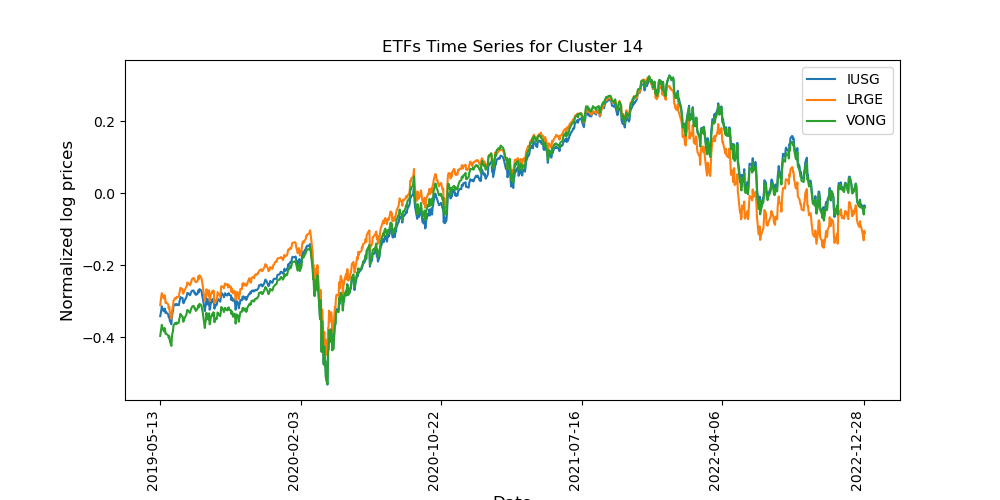 ETFs Time Series for Cluster 14
IUSG
LRGE
VONG
Normalized log prices
0.2
0.0
−0.2
−0.4
2019-05-13
2020-02-03
2020-10-22
2021-07-16
2022-04-06
2022-12-28
Date